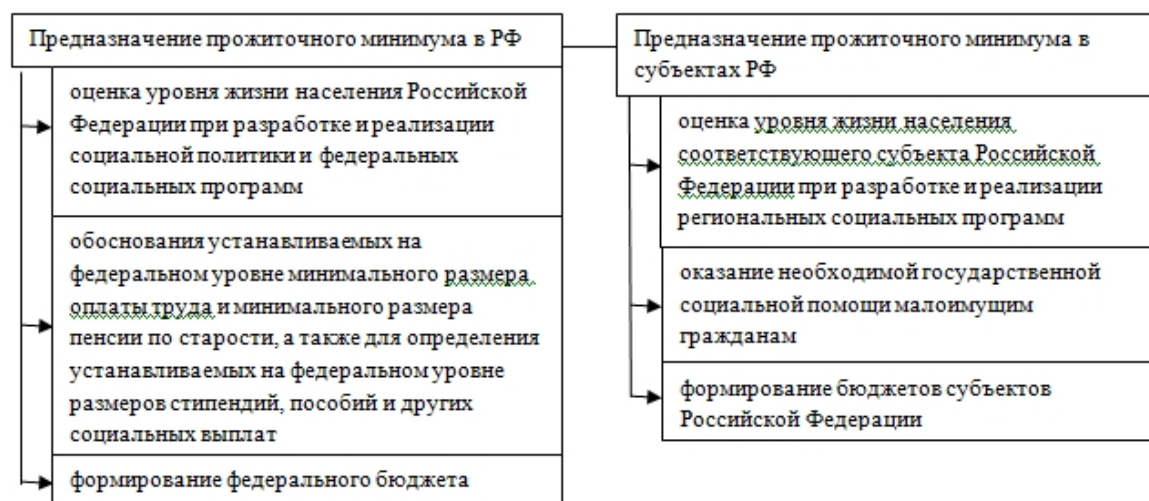 Предназначение прожиточного минимума в РФ
оценка уровня жизни населения Российской
Федерации при разработке и реализации
социальной политики и федеральных
социальных программ
обоснования устанавливаемых на
федеральном уровне минимального размера
оплаты труда и минимального размера
пенсии по старости, а также для определения
устанавливаемых на федеральном уровне
размеров стипендий, пособий и других
социальных выплат
формирование федерального бюджета
Предназначение прожиточного минимума в
субъектах РФ
оценка уровня жизни населения
соответствующего субъекта Российской
Федерации при разработке и реализации
региональных социальных программ
оказание необходимой государственной
социальной помощи малоимущим
гражданам
формирование бюджетов субъектов
Российской Федерации